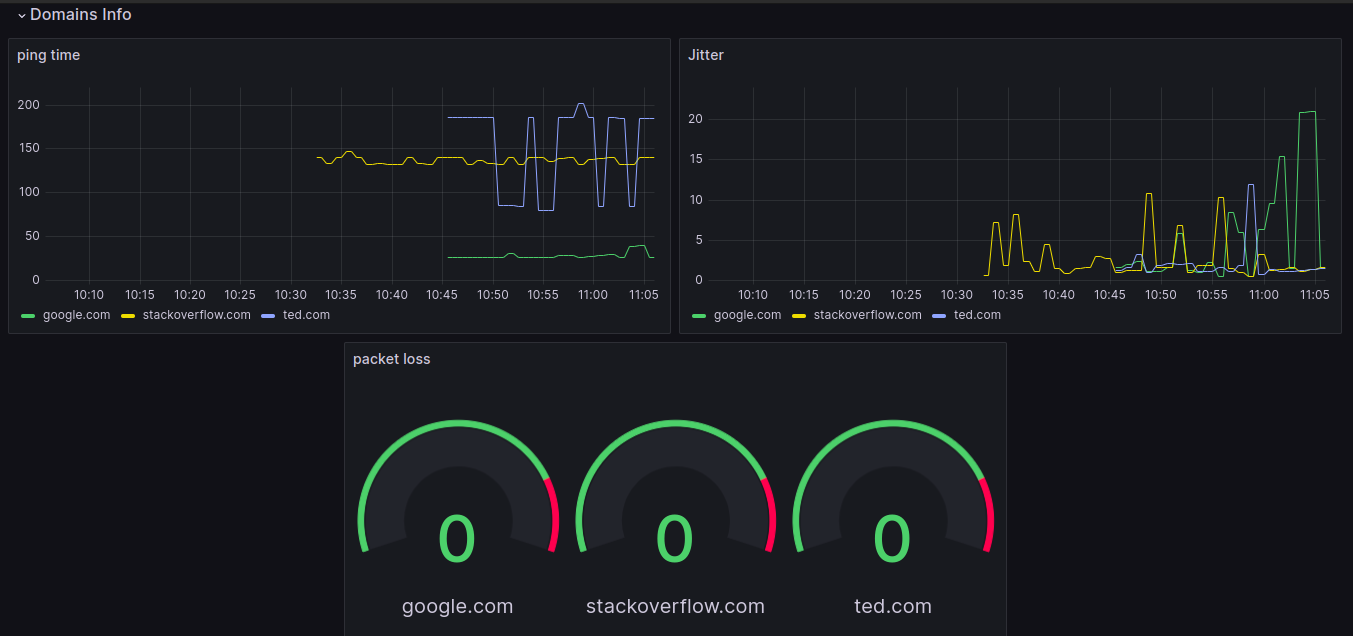 Domains Info
ping time
200
150
100
50
0
10:10 10:15 10:20 10:25 10:30 10:35 10:40 10:45 10:50 10:55 11:00 11:05
google.com stackoverflow.com ted.com
Jitter
20
15
10
5
0
10:10 10:15 10:20 10:25 10:30 10:35 10:40 10:45 10:50 10:55 11:00 11:05
google.com stackoverflow.com ted.com
packet loss
0 0 0
google.com stackoverflow.com ted.com